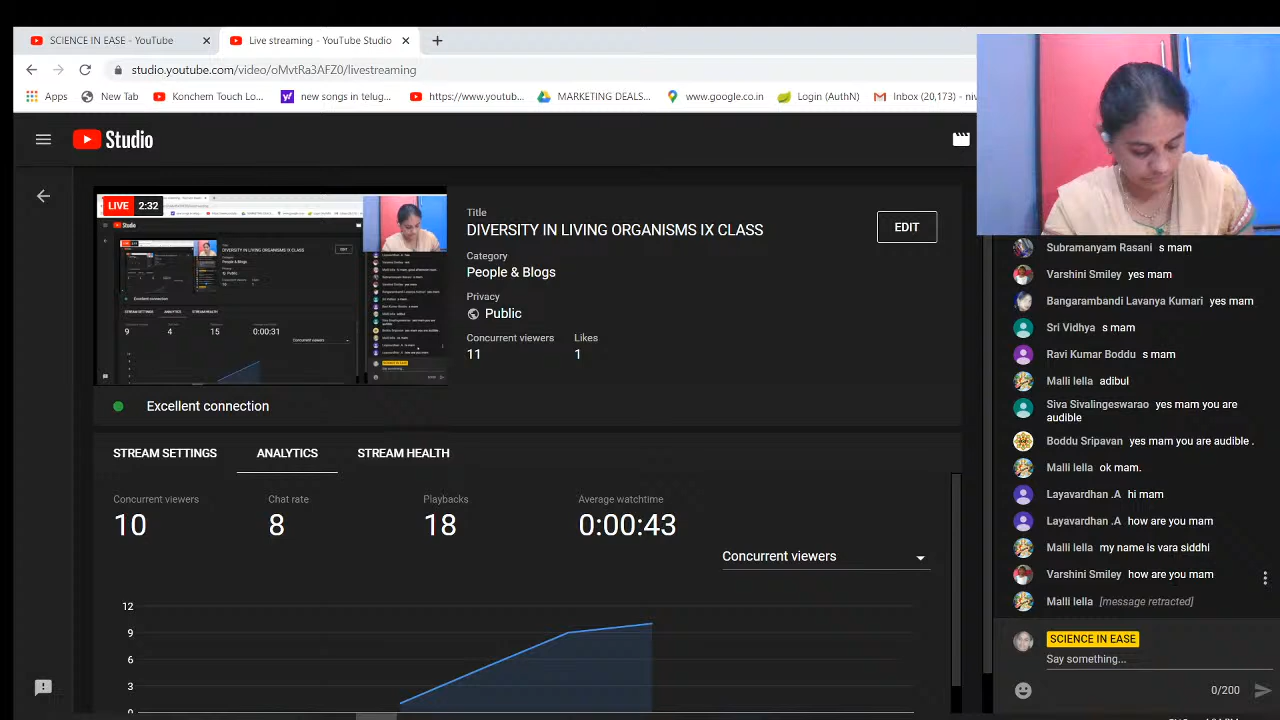 SCIENCE IN EASE - YouTube
Live streaming - YouTube Studio
studio.youtube.com/video/oMvtRa3AFZ0/livestreaming
Apps New Tab Konchem Touch Lo... new songs in telug... https://www.youtub... MARKETING DEALS... www.google.co.in Login (AuthN) Inbox (20,173) - niv
Studio
LIVE 2:32
Title
DIVERSITY IN LIVING ORGANISMS IX CLASS
EDIT
Category
People & Blogs
Privacy
Public
Concurrent viewers Likes
11 1
Excellent connection
STREAM SETTINGS ANALYTICS STREAM HEALTH
Concurrent viewers Chat rate Playbacks Average watchtime
10 8 18 0:00:43
Concurrent viewers
12
9
6
3
0
Subramanyam Rasani s mam
Varshini Smiley yes mam
Bangarambandi Lavanya Kumari yes mam
Sri Vidhya s mam
Ravi Kumar Boddu s mam
Malli lella adibul
Siva Sivalingeswarao yes mam you are
audible
Boddu Sripavan yes mam you are audible .
Malli lella ok mam.
Layavardhan .A hi mam
Layavardhan .A how are you mam
Malli lella my name is vara siddhi
Varshini Smiley how are you mam
Malli lella [message retracted]
SCIENCE IN EASE
Say something...
0/200